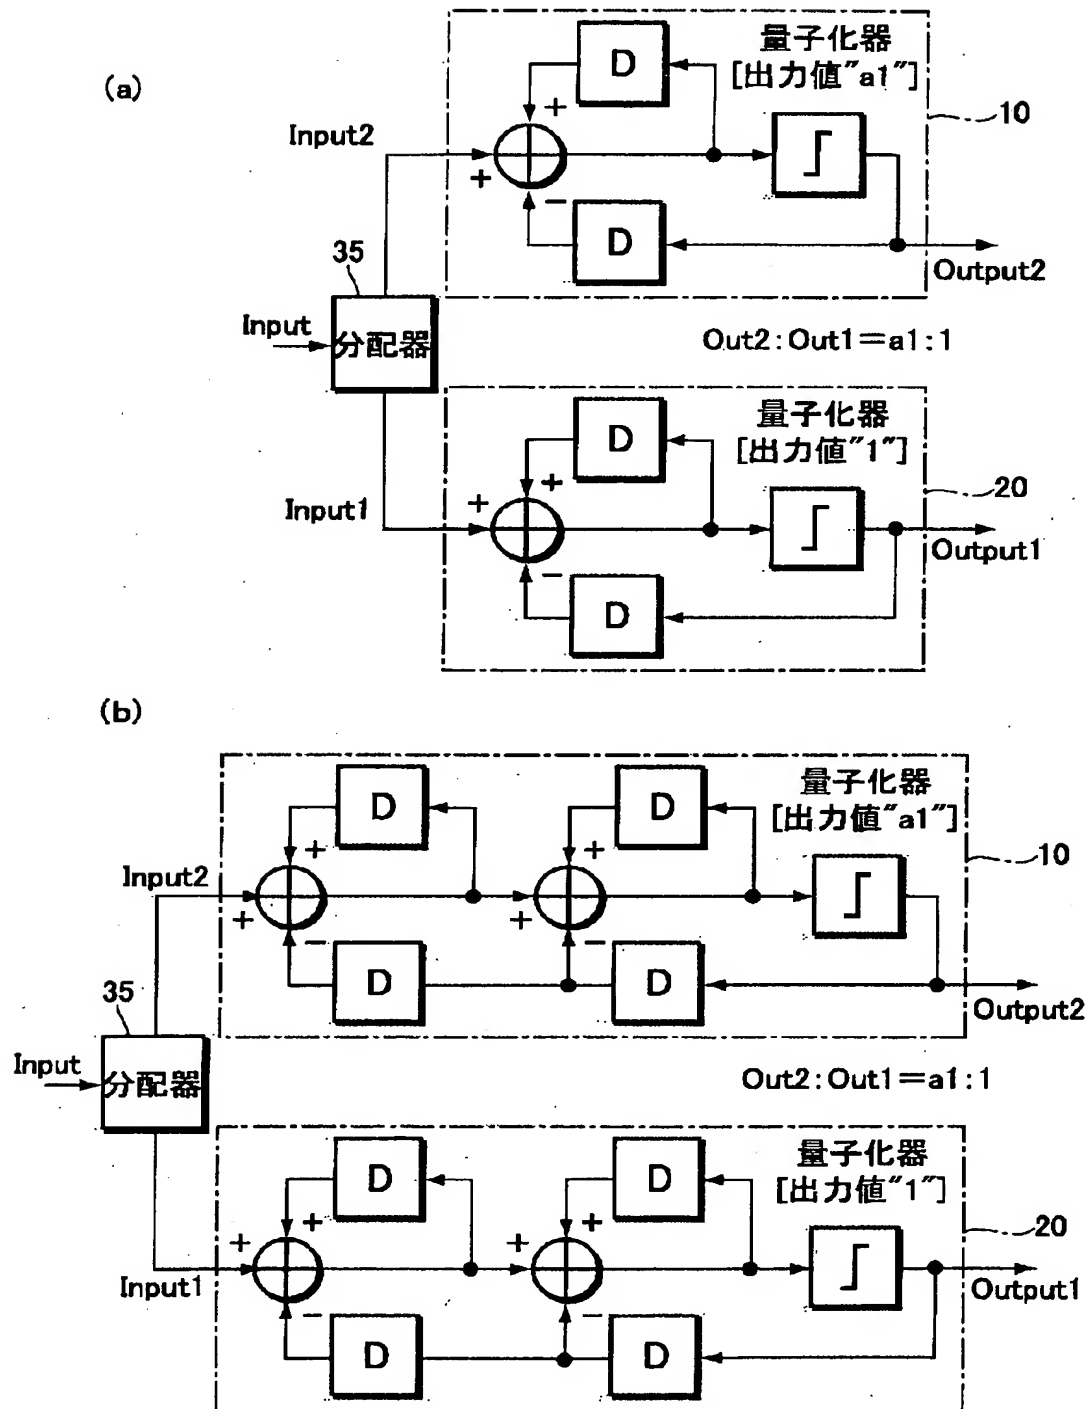 (a)
量子化器
[出力値"a1"]
10
D
+
Input2
+
−
D
Output2
35
Input
分配器
Out2:Out1=a1:1
量子化器
[出力値"1"]
20
D
+
+
Input1
−
D
Output1
(b)
量子化器
[出力値"a1"]
10
D
D
+
+
Input2
+
+
−
−
D
D
Output2
35
Input
分配器
Out2:Out1=a1:1
量子化器
[出力値"1"]
20
D
D
+
+
+
+
Input1
−
−
D
D
Output1